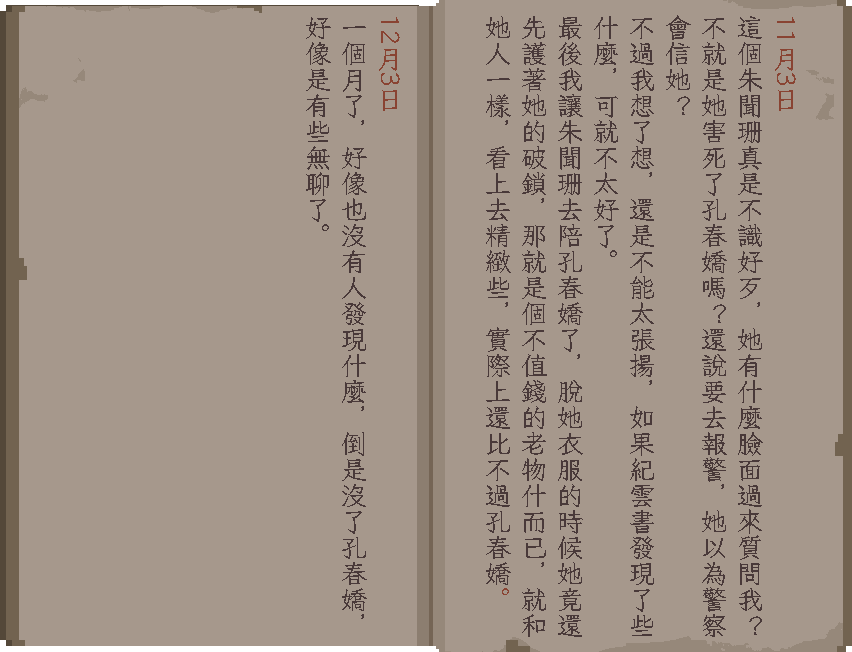 11月3日
這個朱聞珊真是不識好歹，她有什麼臉面過來質問我？
不就是她害死了孔春嬌嗎？還說要去報警，她以為警察
會信她？
不過我想了想，還是不能太張揚，如果紀雲書發現了些
什麼，可就不太好了。
最後我讓朱聞珊去陪孔春嬌了，脫她衣服的時候她竟還
先護著她的破鎖，那就是個不值錢的老物什而已，就和
她人一樣，看上去精緻些，實際上還比不過孔春嬌。
12月3日
一個月了，好像也沒有人發現什麼，倒是沒了孔春嬌，
好像是有些無聊了。